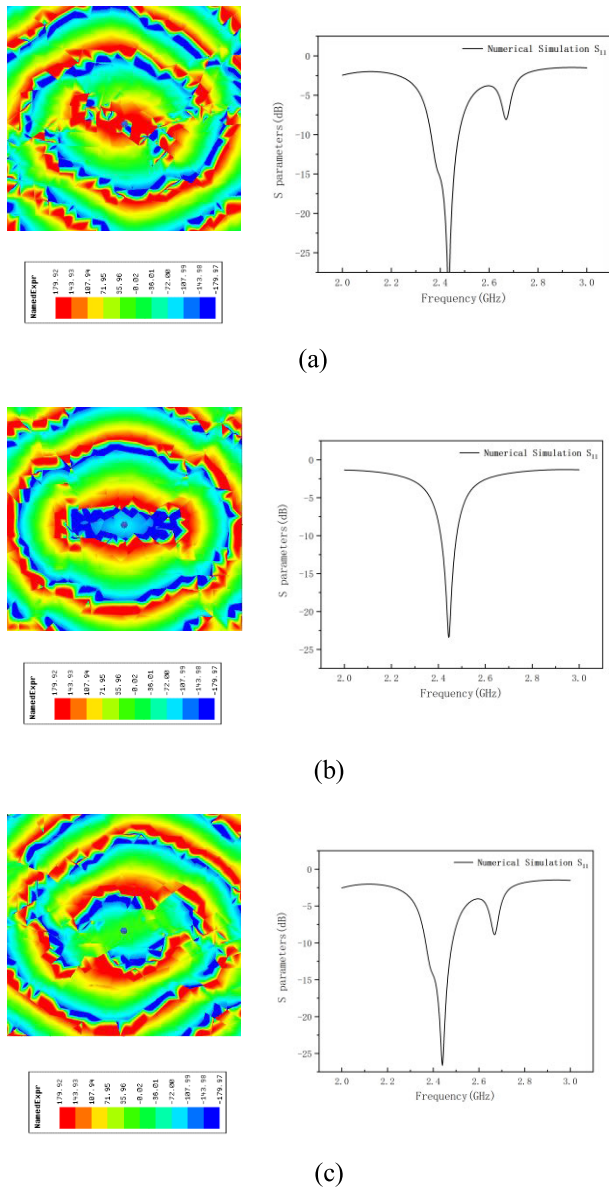 Numerical Simulation S11
0
-5
-10
-15
-20
-25
S parameters(dB)
2.0 2.2 2.4 2.6 2.8 3.0
Frequency(GHz)
NamedExpr
179.92
143.93
107.94
71.95
35.96
-0.02
-36.01
-72.00
-107.99
-143.98
-179.97
(a)
Numerical Simulation S11
0
-5
-10
-15
-20
-25
S parameters(dB)
2.0 2.2 2.4 2.6 2.8 3.0
Frequency(GHz)
NamedExpr
179.92
143.93
107.94
71.95
35.96
-0.02
-36.01
-72.00
-107.99
-143.98
-179.97
(b)
Numerical Simulation S11
0
-5
-10
-15
-20
-25
S parameters(dB)
2.0 2.2 2.4 2.6 2.8 3.0
Frequency(GHz)
NamedExpr
179.92
143.93
107.94
71.95
35.96
-0.02
-36.01
-72.00
-107.99
-143.98
-179.97
(c)